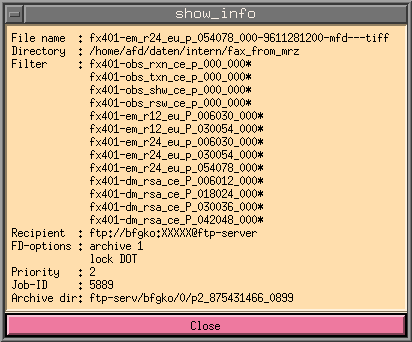 show_info
File name : fx401-em_r24_eu_p_054078_000-9611281200-mfd---tiff
Directory : /home/afd/daten/intern/fax_from_mrz
Filter : fx401-obs_rxn_ce_p_000_000*
fx401-obs_txn_ce_p_000_000*
fx401-obs_shw_ce_p_000_000*
fx401-obs_rsw_ce_p_000_000*
fx401-em_r12_eu_P_006030_000*
fx401-em_r12_eu_P_030054_000*
fx401-em_r24_eu_p_006030_000*
fx401-em_r24_eu_p_030054_000*
fx401-em_r24_eu_p_054078_000*
fx401-dm_rsa_ce_P_006012_000*
fx401-dm_rsa_ce_P_018024_000*
fx401-dm_rsa_ce_P_030036_000*
fx401-dm_rsa_ce_P_042048_000*
Recipient : ftp://bfgko:XXXXX@ftp-server
FD-options : archive 1
lock DOT
Priority : 2
Job-ID : 5889
Archive dir: ftp-serv/bfgko/0/p2_875431466_0899
Close